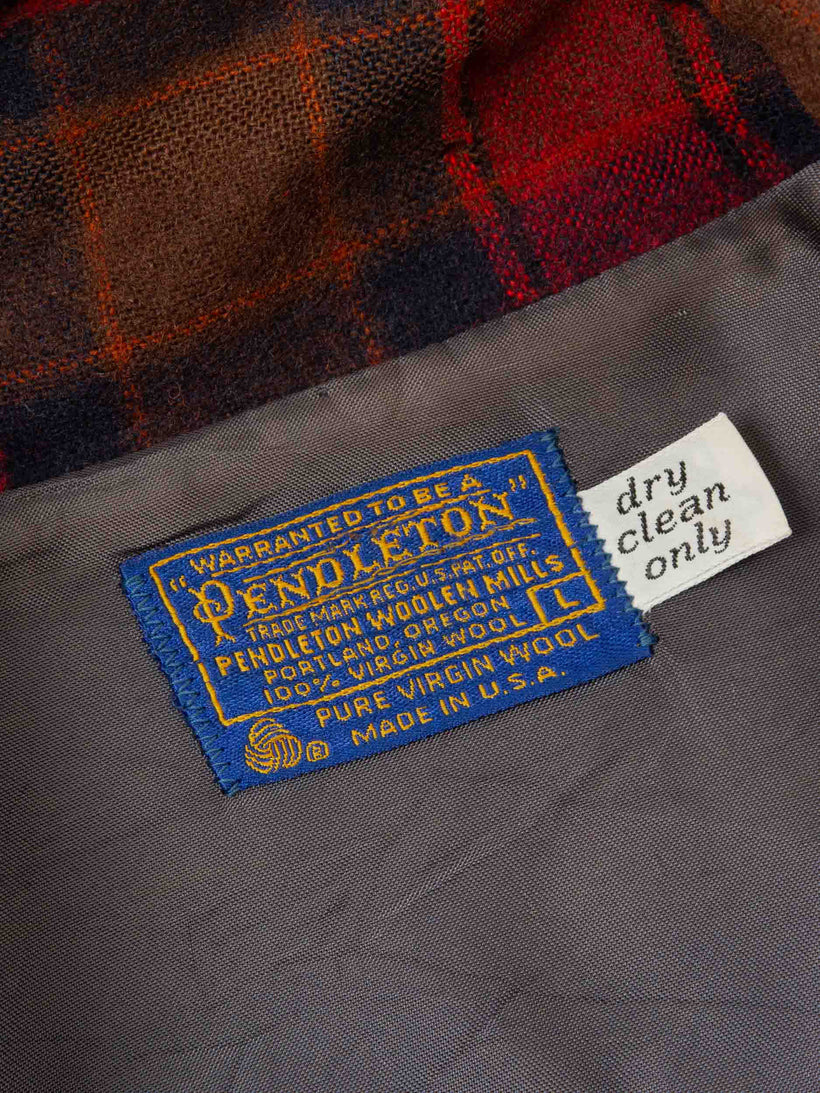 WARRANTED TO BE A
"PENDLETON"
TRADE MARK REG. U.S. PAT. OFF.
PENDLETON WOOLEN MILLS
PORTLAND, OREGON
100% VIRGIN WOOL
L
PURE VIRGIN WOOL
MADE IN U.S.A.
®
dry
clean
only